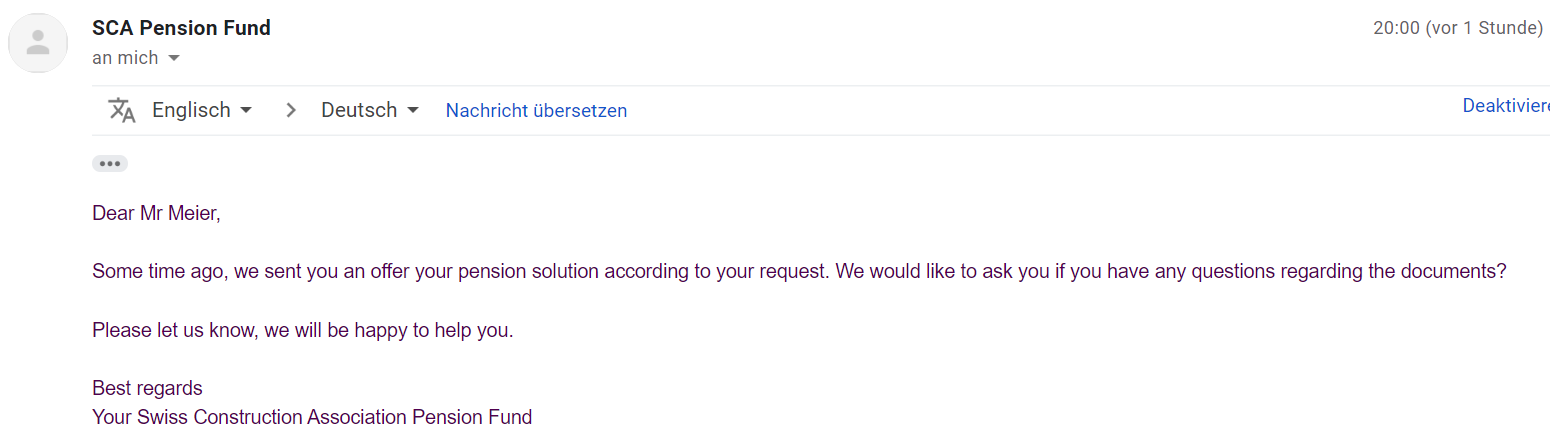 SCA Pension Fund
20:00 (vor 1 Stunde)
an mich
Englisch > Deutsch Nachricht übersetzen
Deaktiviere
Dear Mr Meier,
Some time ago, we sent you an offer your pension solution according to your request. We would like to ask you if you have any questions regarding the documents?
Please let us know, we will be happy to help you.
Best regards
Your Swiss Construction Association Pension Fund